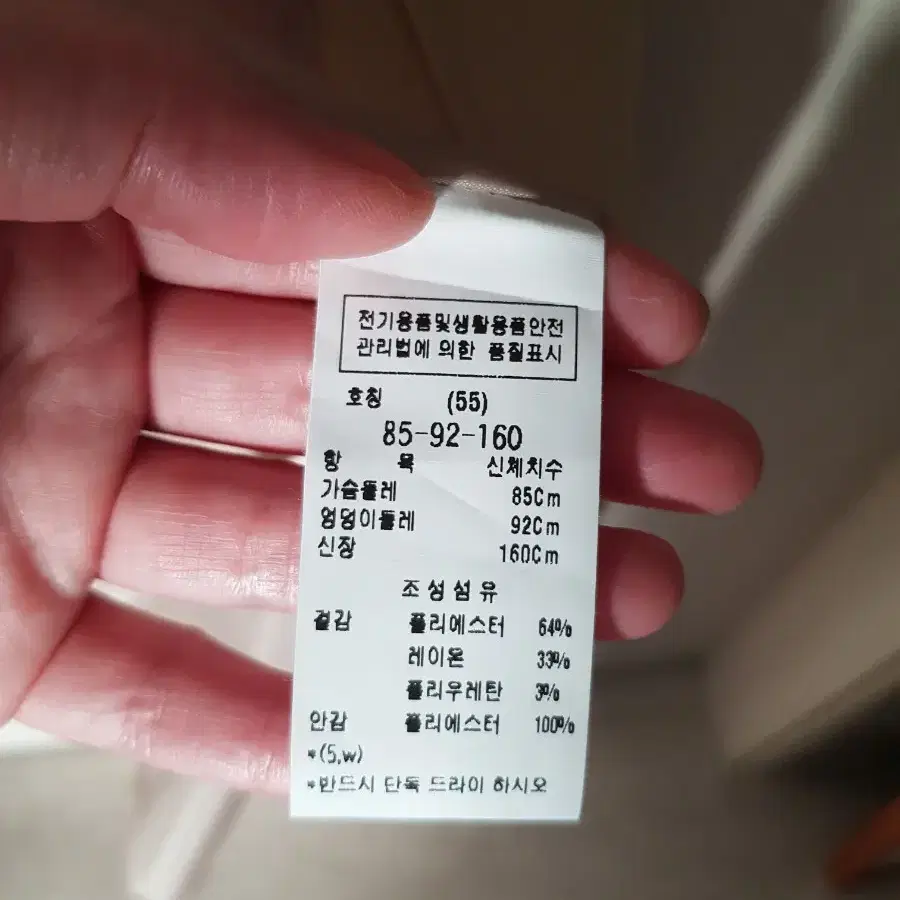 전기용품및생활용품안전
관리법에 의한 품질표시
호칭 (55)
85-92-160
항 목 신체치수
가슴둘레 85Cm
엉덩이둘레 92Cm
신장 160Cm
조성섬유
겉감 폴리에스터 64%
레이온 33%
폴리우레탄 3%
안감 폴리에스터 100%
*(5,w)
*반드시 단독 드라이 하시오